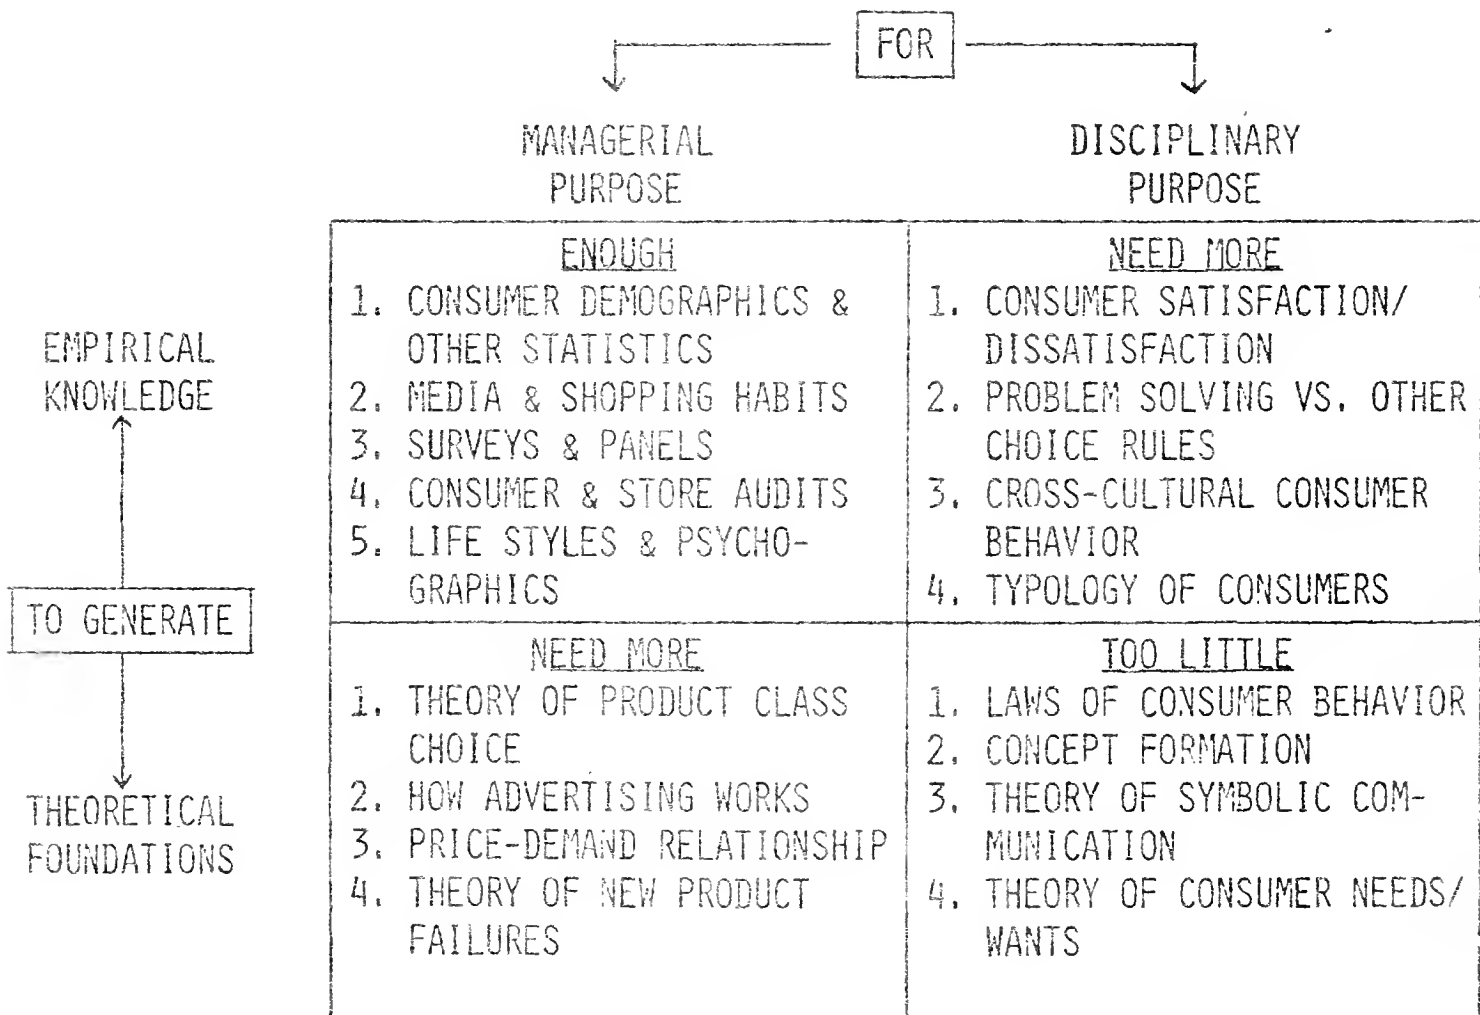 FOR
MANAGERIAL
PURPOSE
DISCIPLINARY
PURPOSE
EMPIRICAL
KNOWLEDGE
TO GENERATE
THEORETICAL
FOUNDATIONS
ENOUGH
1. CONSUMER DEMOGRAPHICS &
OTHER STATISTICS
2. MEDIA & SHOPPING HABITS
3. SURVEYS & PANELS
4. CONSUMER & STORE AUDITS
5. LIFE STYLES & PSYCHO-
GRAPHICS
NEED MORE
1. CONSUMER SATISFACTION/
DISSATISFACTION
2. PROBLEM SOLVING VS. OTHER
CHOICE RULES
3. CROSS-CULTURAL CONSUMER
BEHAVIOR
4. TYPOLOGY OF CONSUMERS
NEED MORE
1. THEORY OF PRODUCT CLASS
CHOICE
2. HOW ADVERTISING WORKS
3. PRICE-DEMAND RELATIONSHIP
4. THEORY OF NEW PRODUCT
FAILURES
TOO LITTLE
1. LAWS OF CONSUMER BEHAVIOR
2. CONCEPT FORMATION
3. THEORY OF SYMBOLIC COM-
MUNICATION
4. THEORY OF CONSUMER NEEDS/
WANTS